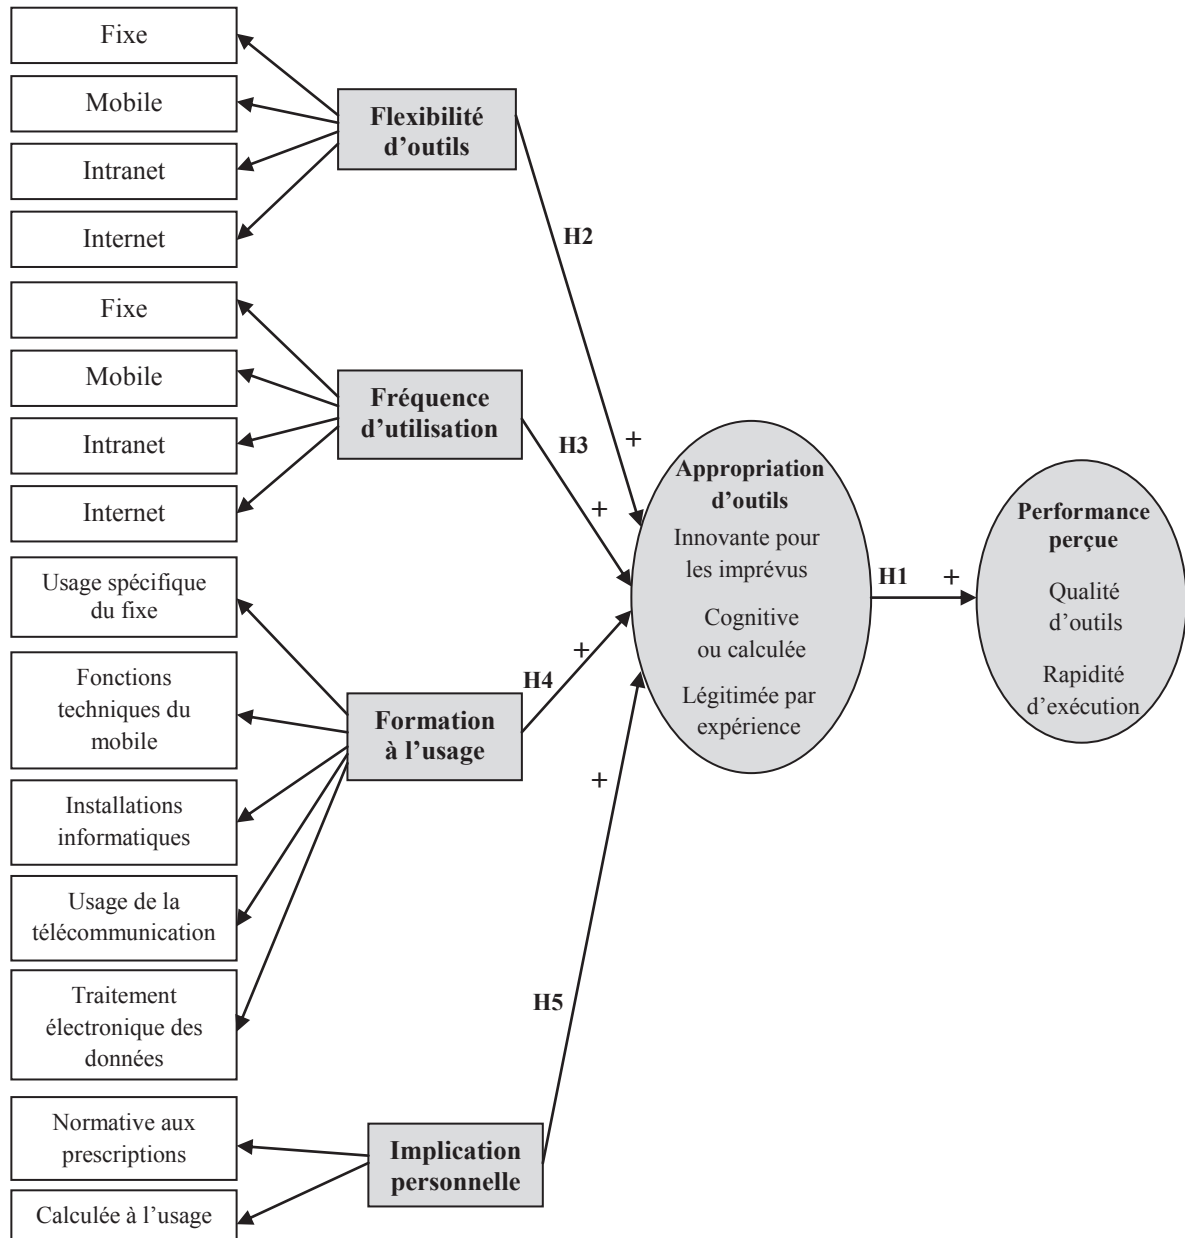 Fixe
Mobile
Intranet
Internet
Flexibilité
d’outils
H2
+
Fixe
Mobile
Intranet
Internet
Fréquence
d’utilisation
H3
+
Usage spécifique
du fixe
Fonctions
techniques du
mobile
Installations
informatiques
Usage de la
télécommunication
Traitement
électronique des
données
Formation
à l’usage
H4
+
Normative aux
prescriptions
Calculée à l’usage
Implication
personnelle
H5
+
Appropriation
d’outils
Innovante pour
les imprévus
Cognitive
ou calculée
Légitimée par
expérience
H1
+
Performance
perçue
Qualité
d’outils
Rapidité
d’exécution